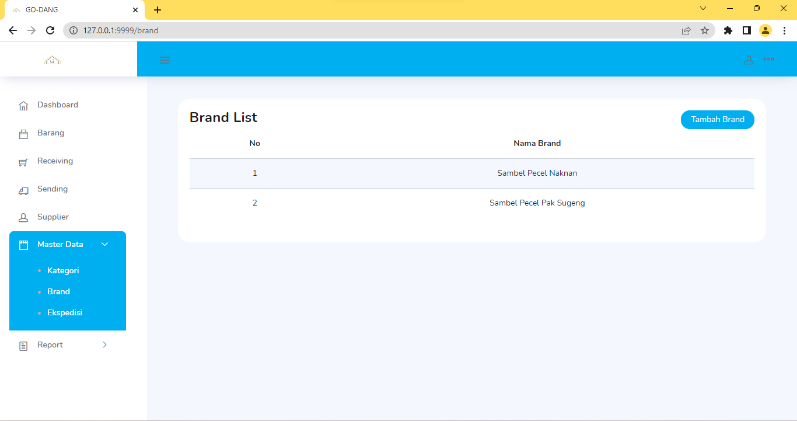 GO-DANG
127.0.0.1:9999/brand
Dashboard
Barang
Receiving
Sending
Supplier
Master Data
Kategori
Brand
Ekspedisi
Report
Brand List
Tambah Brand
No Nama Brand
1 Sambel Pecel Naknan
2 Sambel Pecel Pak Sugeng